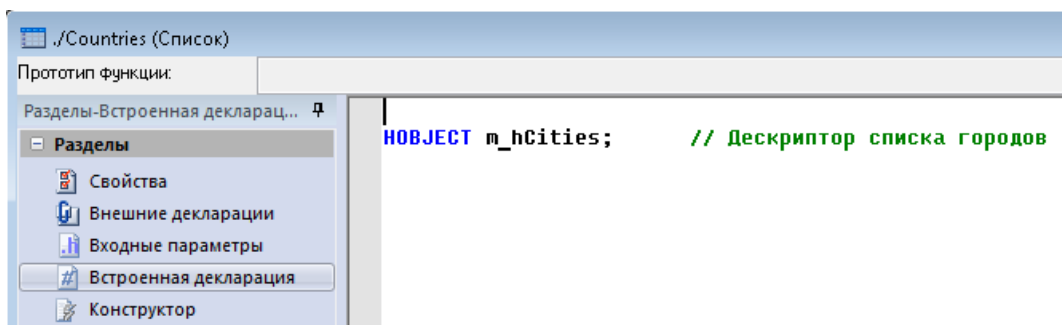 ./Countries (Список)
Прототип функции:
Разделы-Встроенная деклараци...
Разделы
Свойства
Внешние декларации
Входные параметры
Встроенная декларация
Конструктор
HOBJECT m_hCities; // Дескриптор списка городов